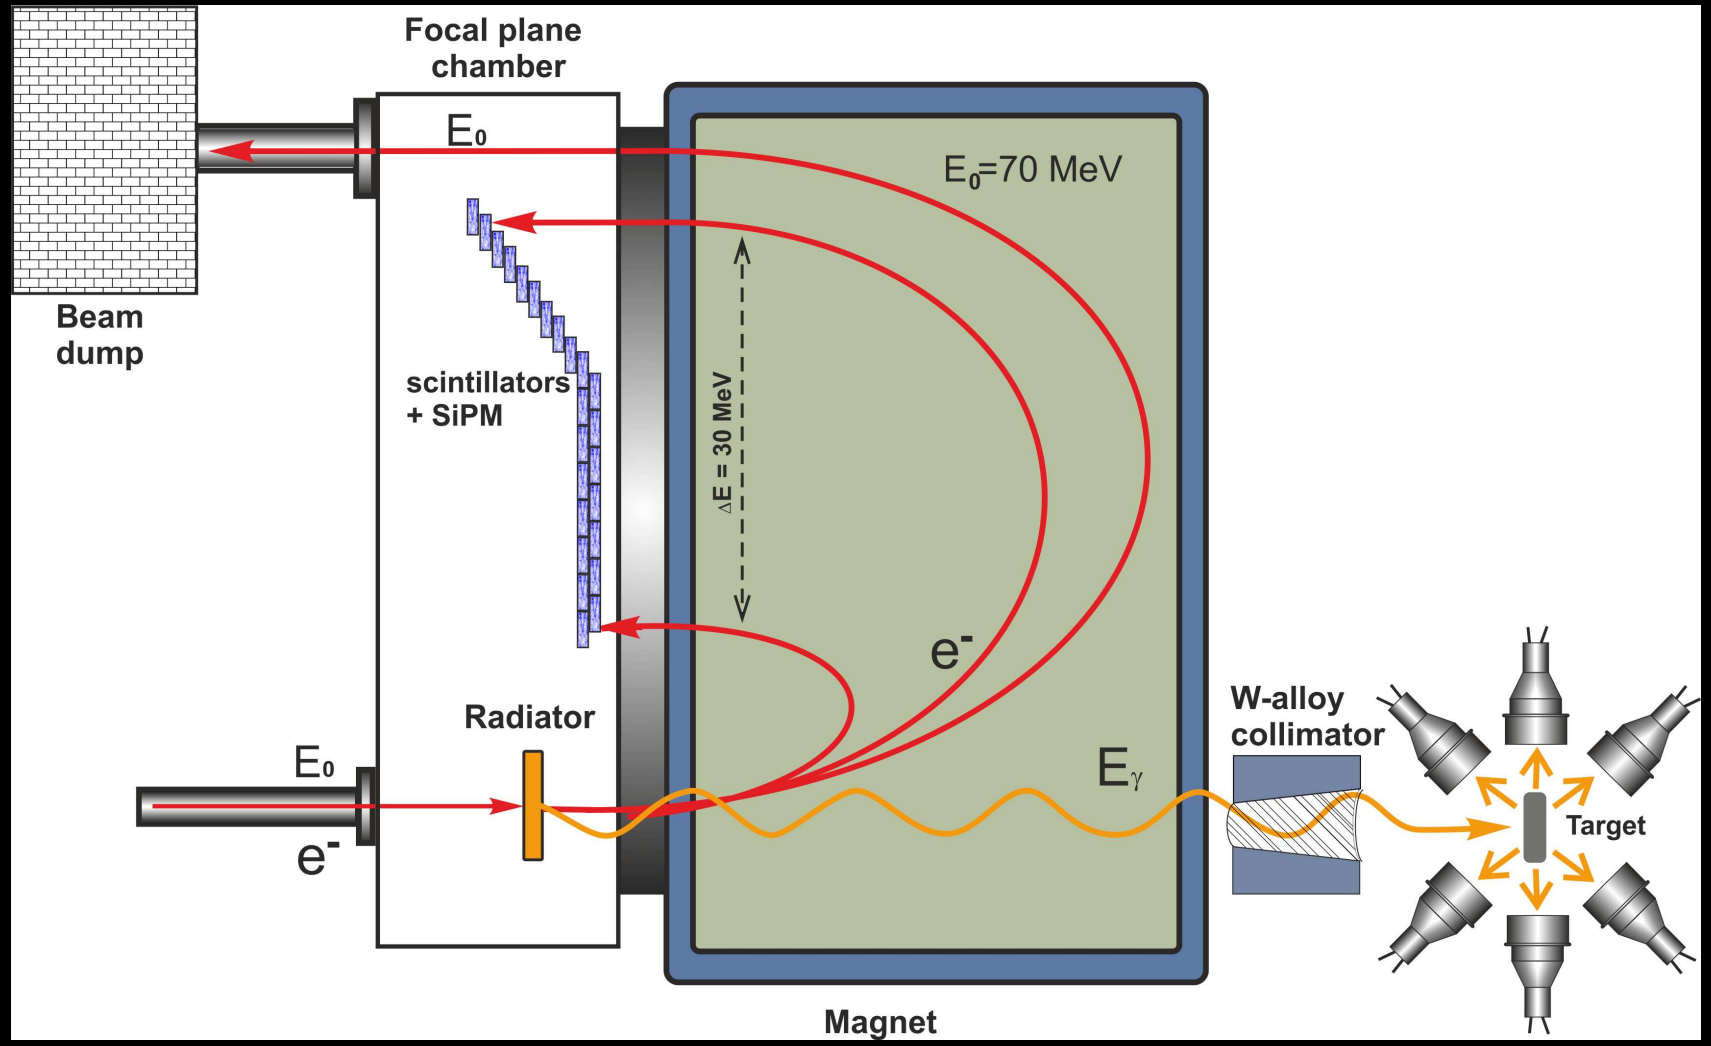 Focal plane
chamber
E₀
E₀=70 MeV
Beam
dump
scintillators
+ SiPM
ΔE = 30 MeV
e⁻
Radiator
W-alloy
collimator
E₀
Eᵧ
e⁻
Target
Magnet